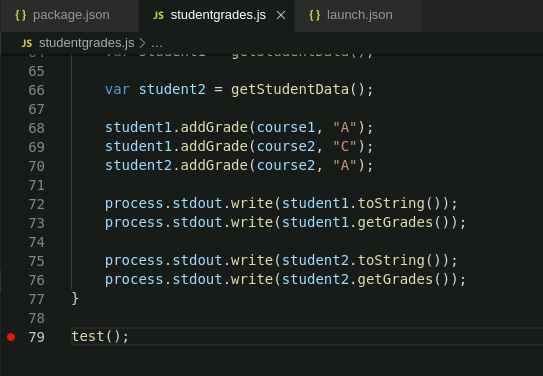 {} package.json JS studentgrades.js × {} launch.json
JS studentgrades.js > ...
64 var student1 = getStudentData();
65
66 var student2 = getStudentData();
67
68 student1.addGrade(course1, "A");
69 student1.addGrade(course2, "C");
70 student2.addGrade(course2, "A");
71
72 process.stdout.write(student1.toString());
73 process.stdout.write(student1.getGrades());
74
75 process.stdout.write(student2.toString());
76 process.stdout.write(student2.getGrades());
77 }
78
79 test();